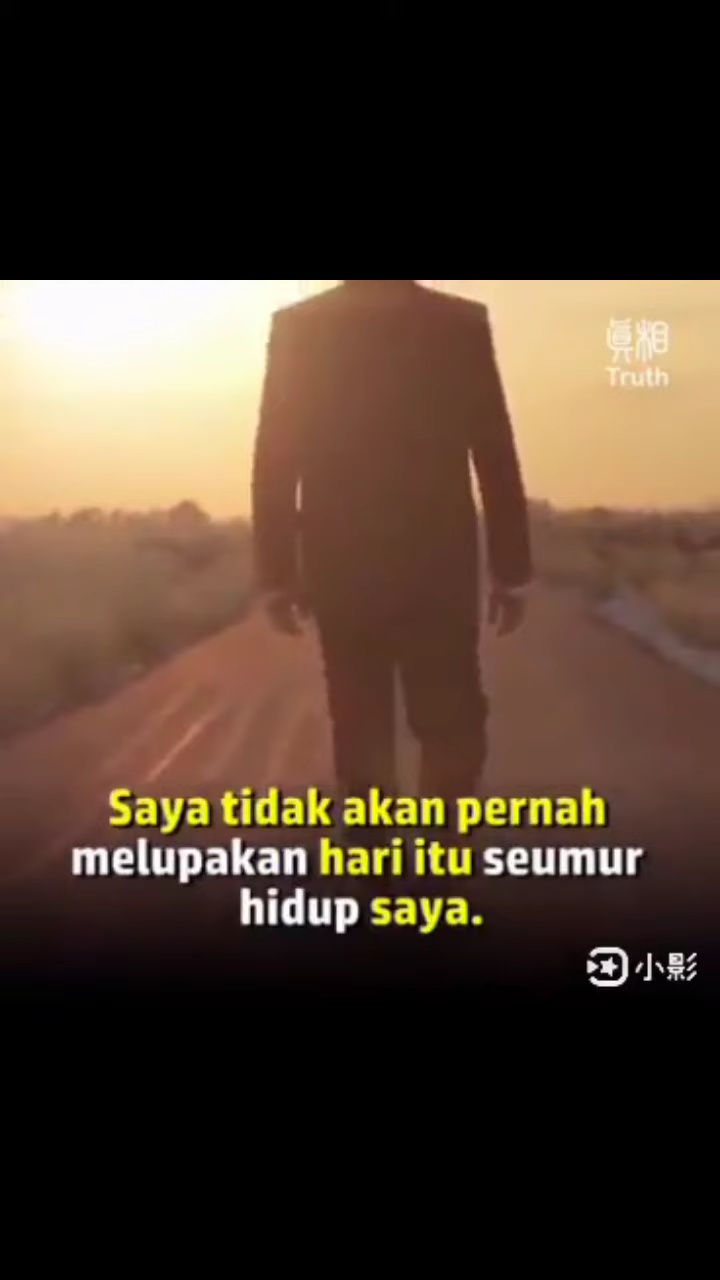 真相
Truth
Saya tidak akan pernah
melupakan hari itu seumur
hidup saya.
小影